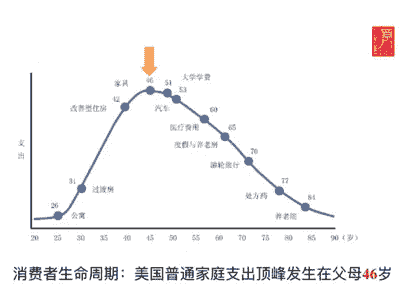 家具
46
51
大学学费
53
42
汽车
改善型住房
60
医疗费用
65
度假与养老房
31
70
过渡房
游轮旅行
77
26
处方药
84
公寓
养老院
支出
20 25 30 35 40 45 50 55 60 65 70 75 80 85 90(岁)
消费者生命周期：美国普通家庭支出顶峰发生在父母46岁